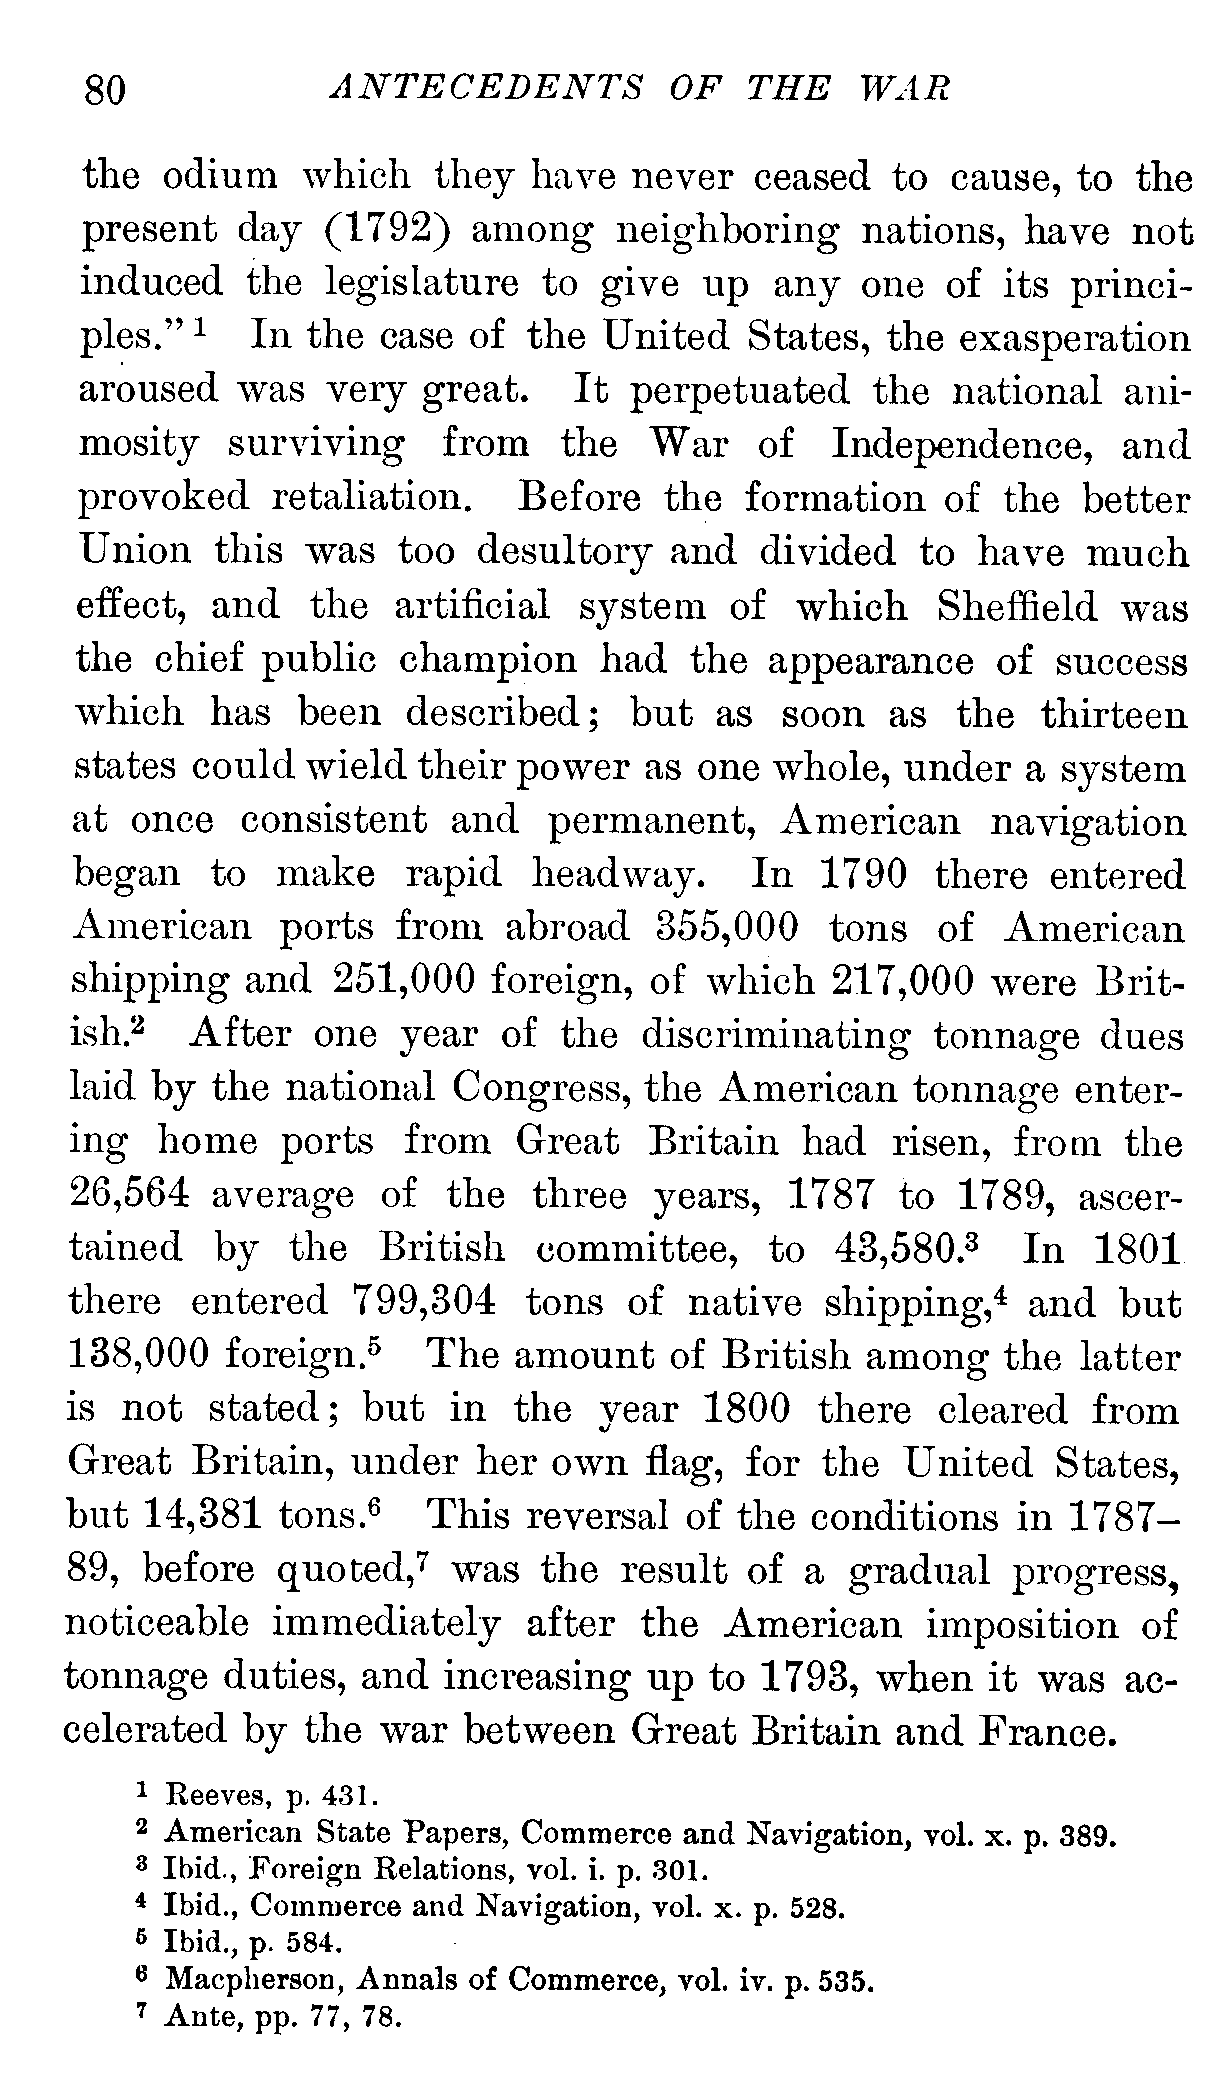 80 ANTECEDENTS OF THE WAR
the odium which they have never ceased to cause, to the
present day (1792) among neighboring nations, have not
induced the legislature to give up any one of its princi-
ples.” ¹ In the case of the United States, the exasperation
aroused was very great. It perpetuated the national ani-
mosity surviving from the War of Independence, and
provoked retaliation. Before the formation of the better
Union this was too desultory and divided to have much
effect, and the artificial system of which Sheffield was
the chief public champion had the appearance of success
which has been described; but as soon as the thirteen
states could wield their power as one whole, under a system
at once consistent and permanent, American navigation
began to make rapid headway. In 1790 there entered
American ports from abroad 355,000 tons of American
shipping and 251,000 foreign, of which 217,000 were Brit-
ish.² After one year of the discriminating tonnage dues
laid by the national Congress, the American tonnage enter-
ing home ports from Great Britain had risen, from the
26,564 average of the three years, 1787 to 1789, ascer-
tained by the British committee, to 43,580.³ In 1801
there entered 799,304 tons of native shipping,⁴ and but
138,000 foreign.⁵ The amount of British among the latter
is not stated; but in the year 1800 there cleared from
Great Britain, under her own flag, for the United States,
but 14,381 tons.⁶ This reversal of the conditions in 1787–
89, before quoted,⁷ was the result of a gradual progress,
noticeable immediately after the American imposition of
tonnage duties, and increasing up to 1793, when it was ac-
celerated by the war between Great Britain and France.
¹ Reeves, p. 431.
² American State Papers, Commerce and Navigation, vol. x. p. 389.
³ Ibid., Foreign Relations, vol. i. p. 301.
⁴ Ibid., Commerce and Navigation, vol. x. p. 528.
⁵ Ibid., p. 584.
⁶ Macpherson, Annals of Commerce, vol. iv. p. 535.
⁷ Ante, pp. 77, 78.